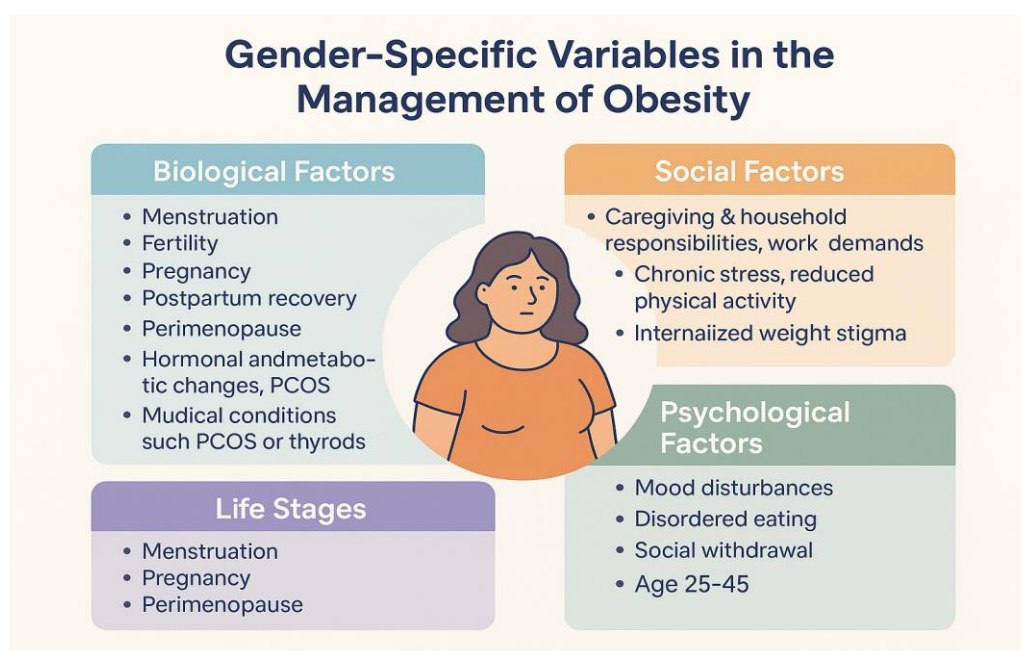 Gender-Specific Variables in the
Management of Obesity
Biological Factors
• Menstruation
• Fertility
• Pregnancy
• Postpartum recovery
• Perimenopause
• Hormonal andmetabo-
tic changes, PCOS
• Mudical conditions
such PCOS or thyrods
Social Factors
• Caregiving & household
responsibilities, work demands
• Chronic stress, reduced
physical activity
• Internaiized weight stigma
Life Stages
• Menstruation
• Pregnancy
• Perimenopause
Psychological
Factors
• Mood disturbances
• Disordered eating
• Social withdrawal
• Age 25-45